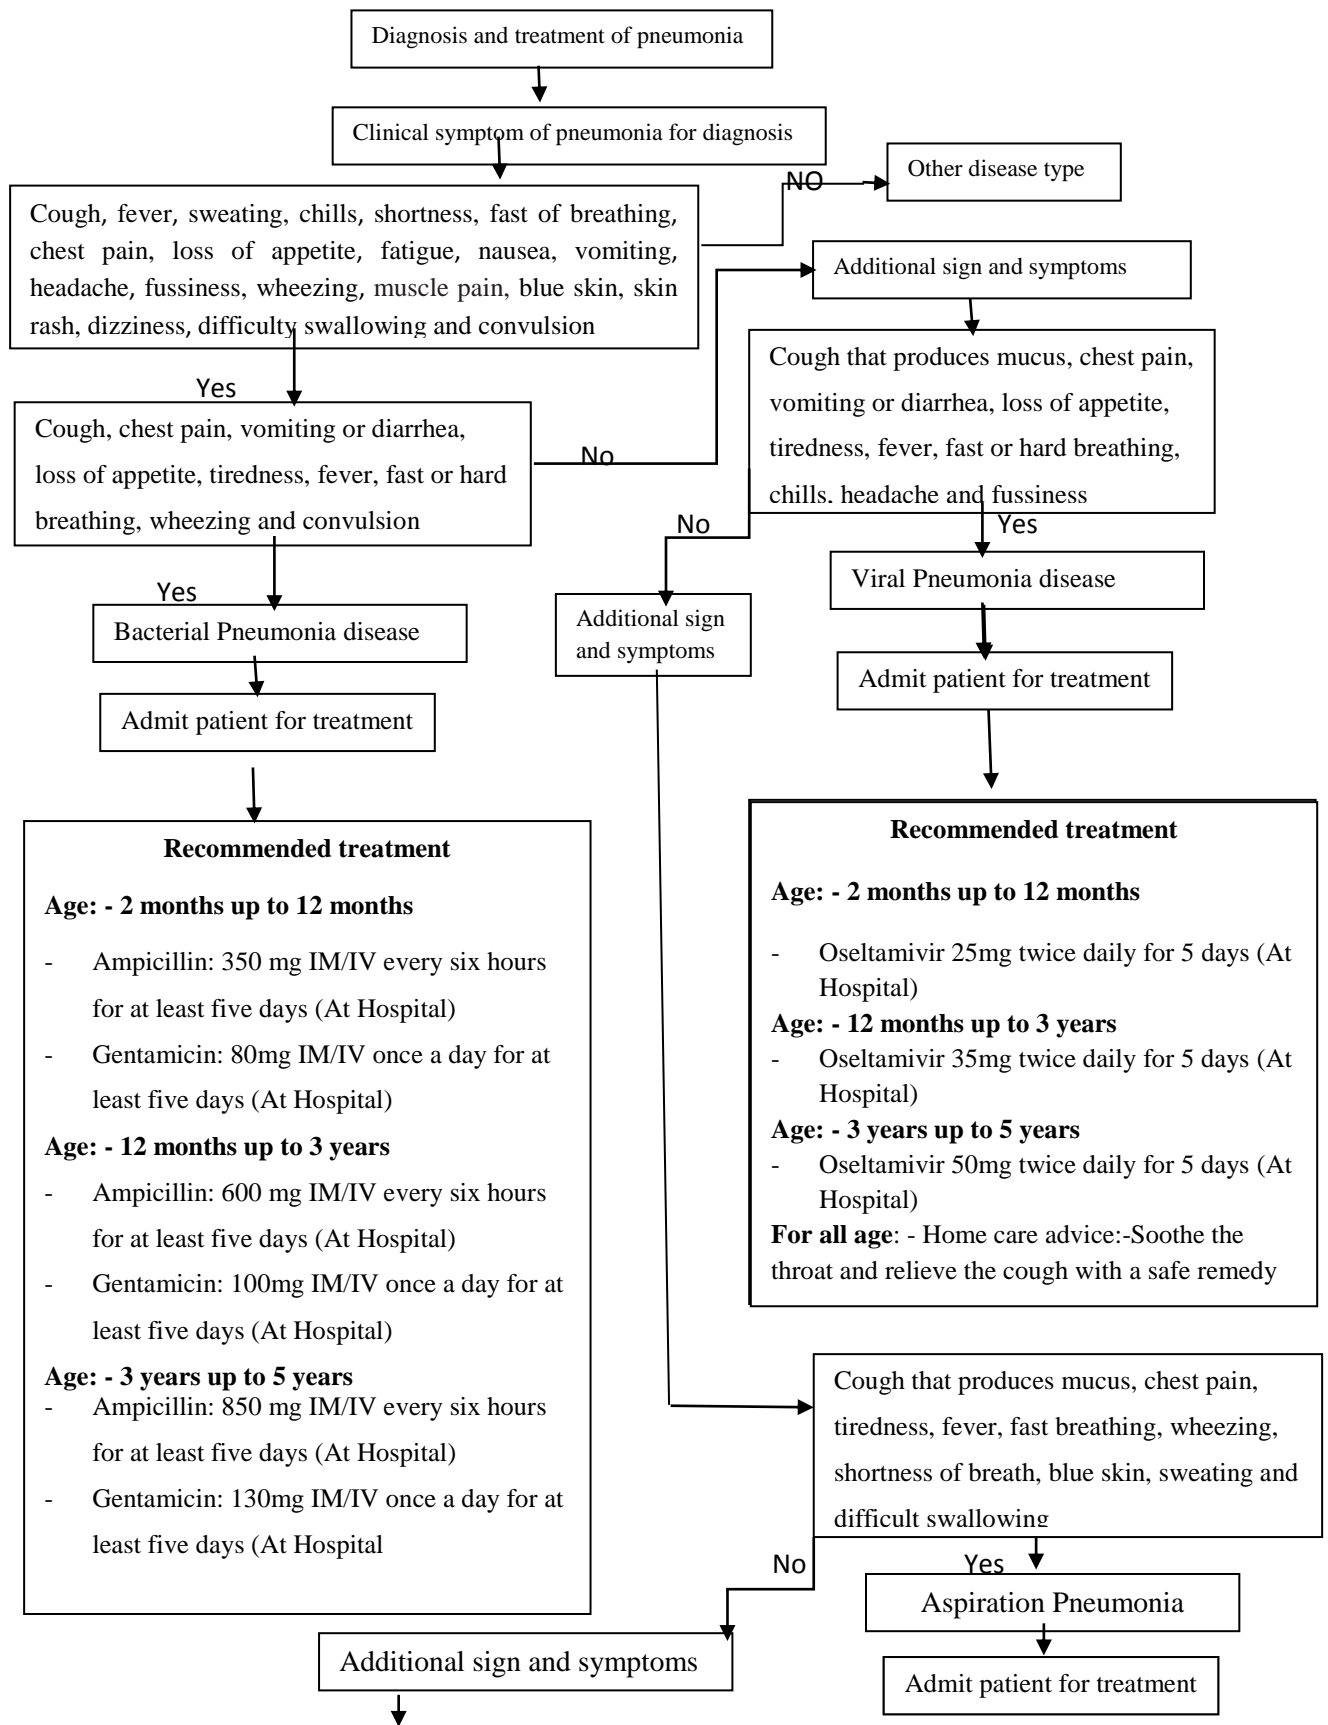 Diagnosis and treatment of pneumonia
Clinical symptom of pneumonia for diagnosis
NO
Other disease type
Cough, fever, sweating, chills, shortness, fast of breathing,
chest pain, loss of appetite, fatigue, nausea, vomiting,
headache, fussiness, wheezing, muscle pain, blue skin, skin
rash, dizziness, difficulty swallowing and convulsion
Additional sign and symptoms
Yes
Cough, chest pain, vomiting or diarrhea,
loss of appetite, tiredness, fever, fast or hard
breathing, wheezing and convulsion
No
Cough that produces mucus, chest pain,
vomiting or diarrhea, loss of appetite,
tiredness, fever, fast or hard breathing,
chills, headache and fussiness
No
Yes
Viral Pneumonia disease
Yes
Bacterial Pneumonia disease
Additional sign
and symptoms
Admit patient for treatment
Admit patient for treatment
Recommended treatment
Age: - 2 months up to 12 months
- Ampicillin: 350 mg IM/IV every six hours
for at least five days (At Hospital)
- Gentamicin: 80mg IM/IV once a day for at
least five days (At Hospital)
Age: - 12 months up to 3 years
- Ampicillin: 600 mg IM/IV every six hours
for at least five days (At Hospital)
- Gentamicin: 100mg IM/IV once a day for at
least five days (At Hospital)
Age: - 3 years up to 5 years
- Ampicillin: 850 mg IM/IV every six hours
for at least five days (At Hospital)
- Gentamicin: 130mg IM/IV once a day for at
least five days (At Hospital
Recommended treatment
Age: - 2 months up to 12 months
- Oseltamivir 25mg twice daily for 5 days (At
Hospital)
Age: - 12 months up to 3 years
- Oseltamivir 35mg twice daily for 5 days (At
Hospital)
Age: - 3 years up to 5 years
- Oseltamivir 50mg twice daily for 5 days (At
Hospital)
For all age: - Home care advice:-Soothe the
throat and relieve the cough with a safe remedy
Cough that produces mucus, chest pain,
tiredness, fever, fast breathing, wheezing,
shortness of breath, blue skin, sweating and
difficult swallowing
No
Yes
Aspiration Pneumonia
Additional sign and symptoms
Admit patient for treatment